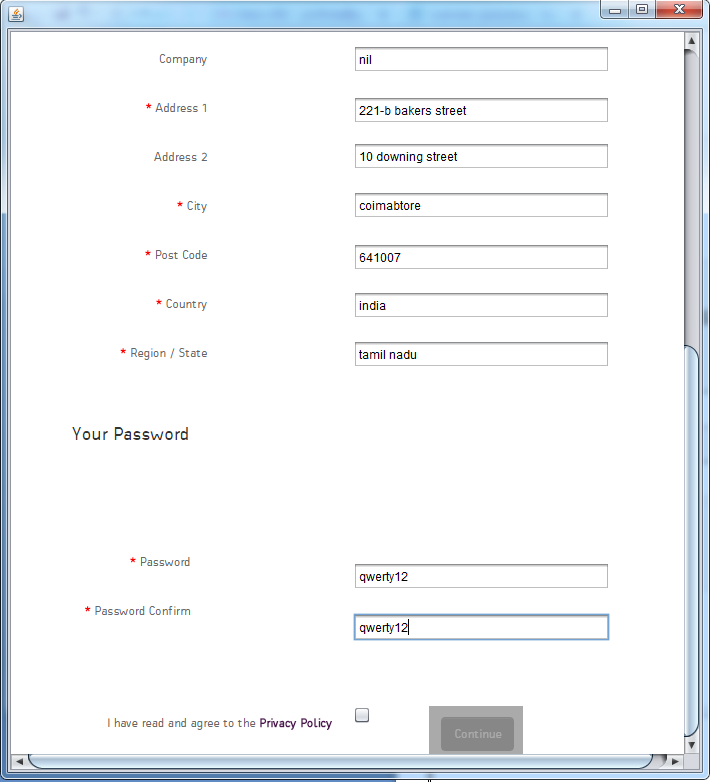 Company nil
* Address 1 221-b bakers street
Address 2 10 downing street
* City coimabtore
* Post Code 641007
* Country india
* Region / State tamil nadu
Your Password
* Password qwerty12
* Password Confirm qwerty12
I have read and agree to the Privacy Policy Continue